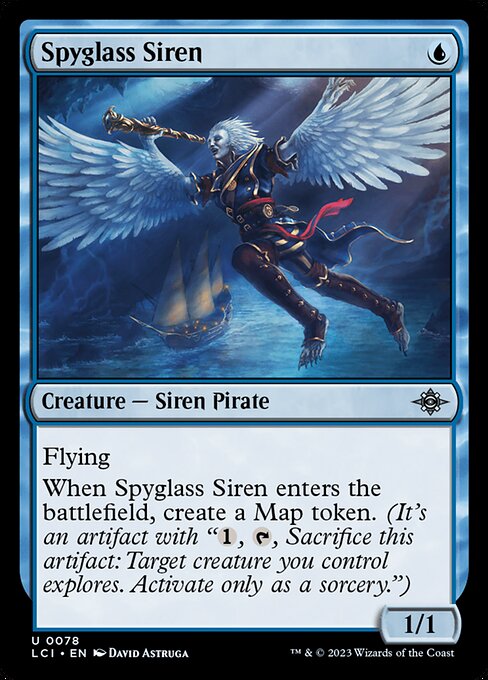 Spyglass Siren
Creature — Siren Pirate
Flying
When Spyglass Siren enters the
battlefield, create a Map token. (It's
an artifact with “1, T, Sacrifice this
artifact: Target creature you control
explores. Activate only as a sorcery.”)
1/1
U 0078
LCI • EN David Astruga
™ & © 2023 Wizards of the Coast